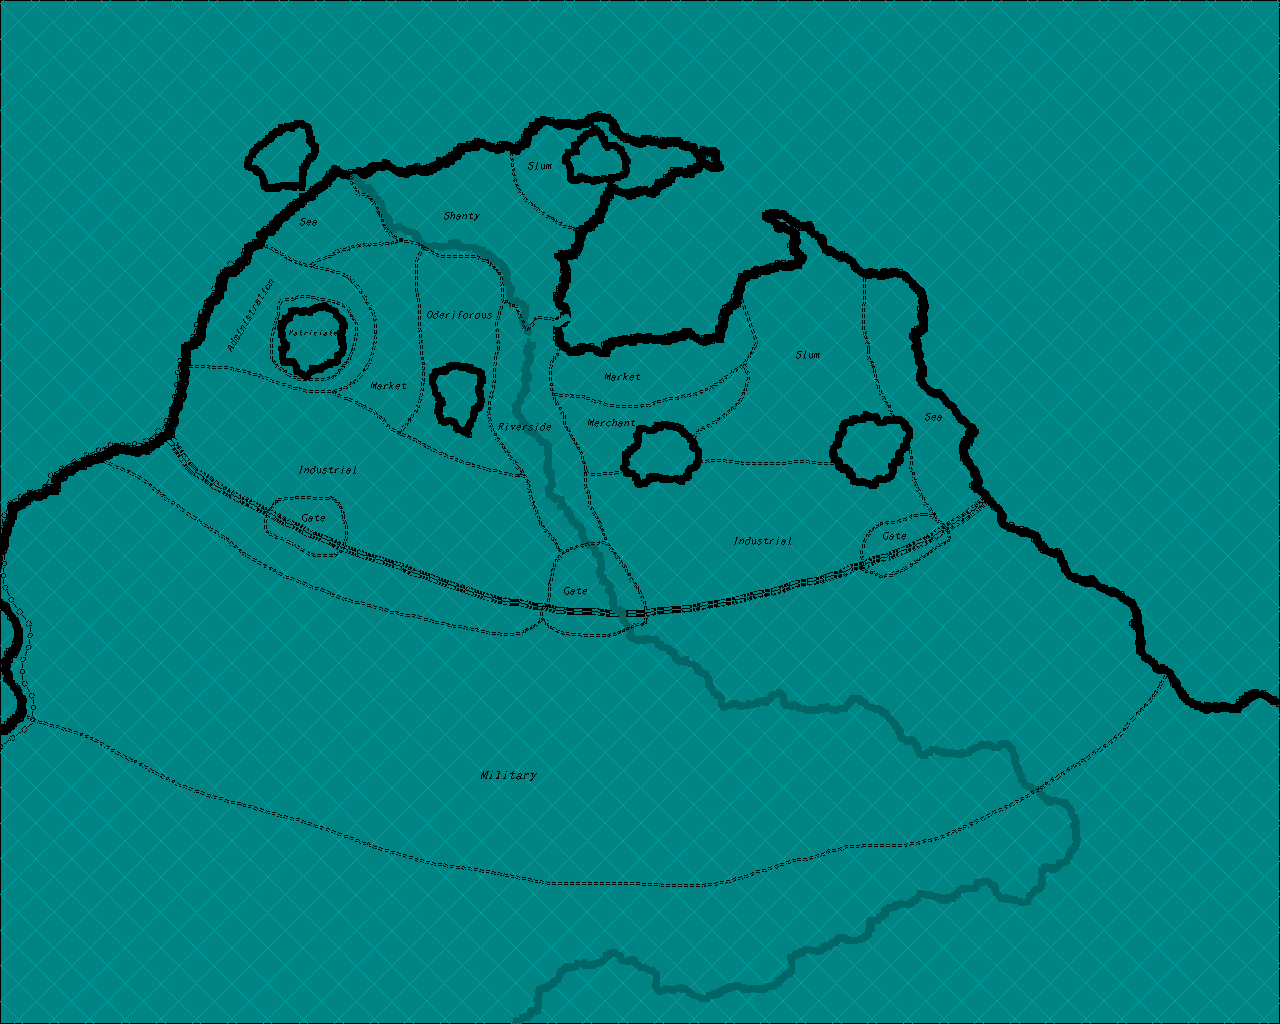 Slum
Shanty
Sea
Administration
Oderiforous
Patriciate
Slum
Market
Market
Sea
Merchant
Riverside
Industrial
Gate
Gate
Industrial
Gate
Military